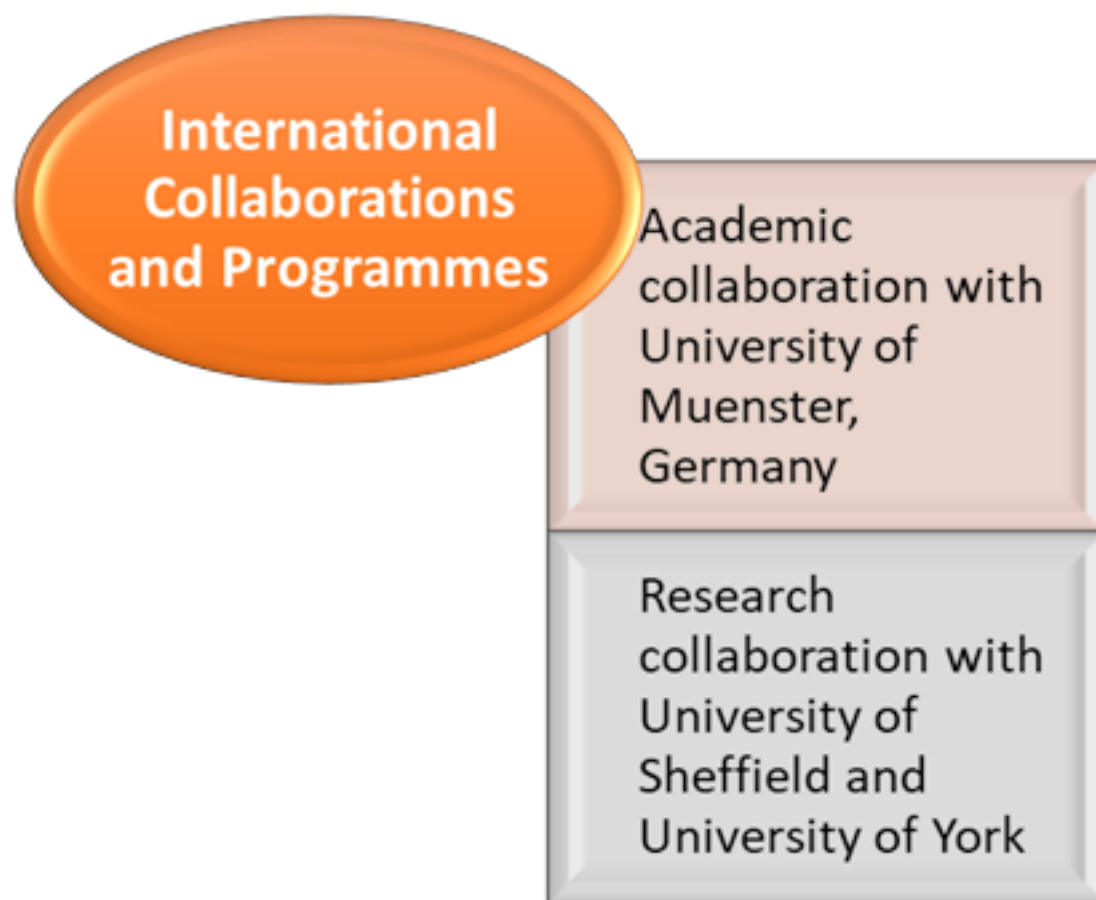 International
Collaborations
and Programmes
Academic
collaboration with
University of
Muenster,
Germany
Research
collaboration with
University of
Sheffield and
University of York